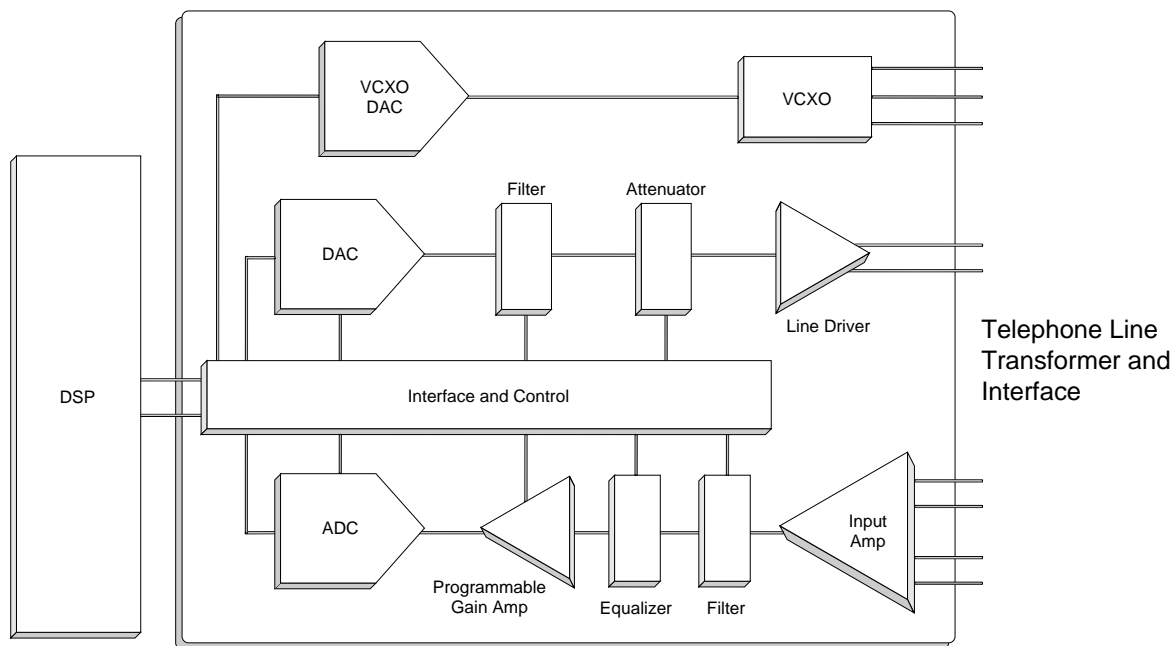 VCXO
DAC
VCXO
Filter
Attenuator
DAC
Line Driver
Telephone Line
Transformer and
Interface
DSP
Interface and Control
ADC
Input
Amp
Programmable
Gain Amp
Equalizer
Filter